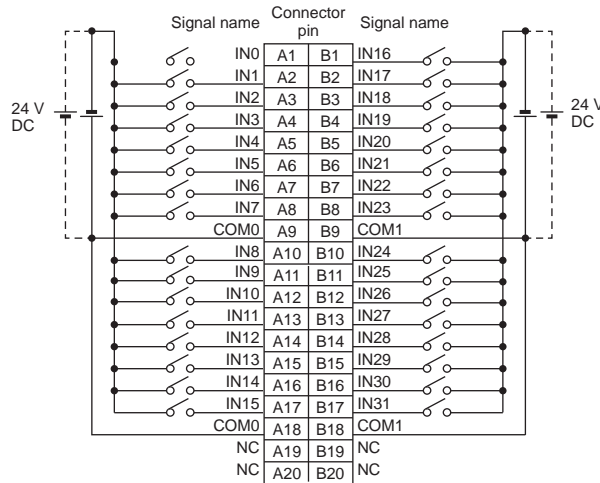 Signal name Connector pin Signal name
IN0 A1 B1 IN16
IN1 A2 B2 IN17
IN2 A3 B3 IN18
24 V DC IN3 A4 B4 IN19 24 V DC
IN4 A5 B5 IN20
IN5 A6 B6 IN21
IN6 A7 B7 IN22
IN7 A8 B8 IN23
COM0 A9 B9 COM1
IN8 A10 B10 IN24
IN9 A11 B11 IN25
IN10 A12 B12 IN26
IN11 A13 B13 IN27
IN12 A14 B14 IN28
IN13 A15 B15 IN29
IN14 A16 B16 IN30
IN15 A17 B17 IN31
COM0 A18 B18 COM1
NC A19 B19 NC
NC A20 B20 NC